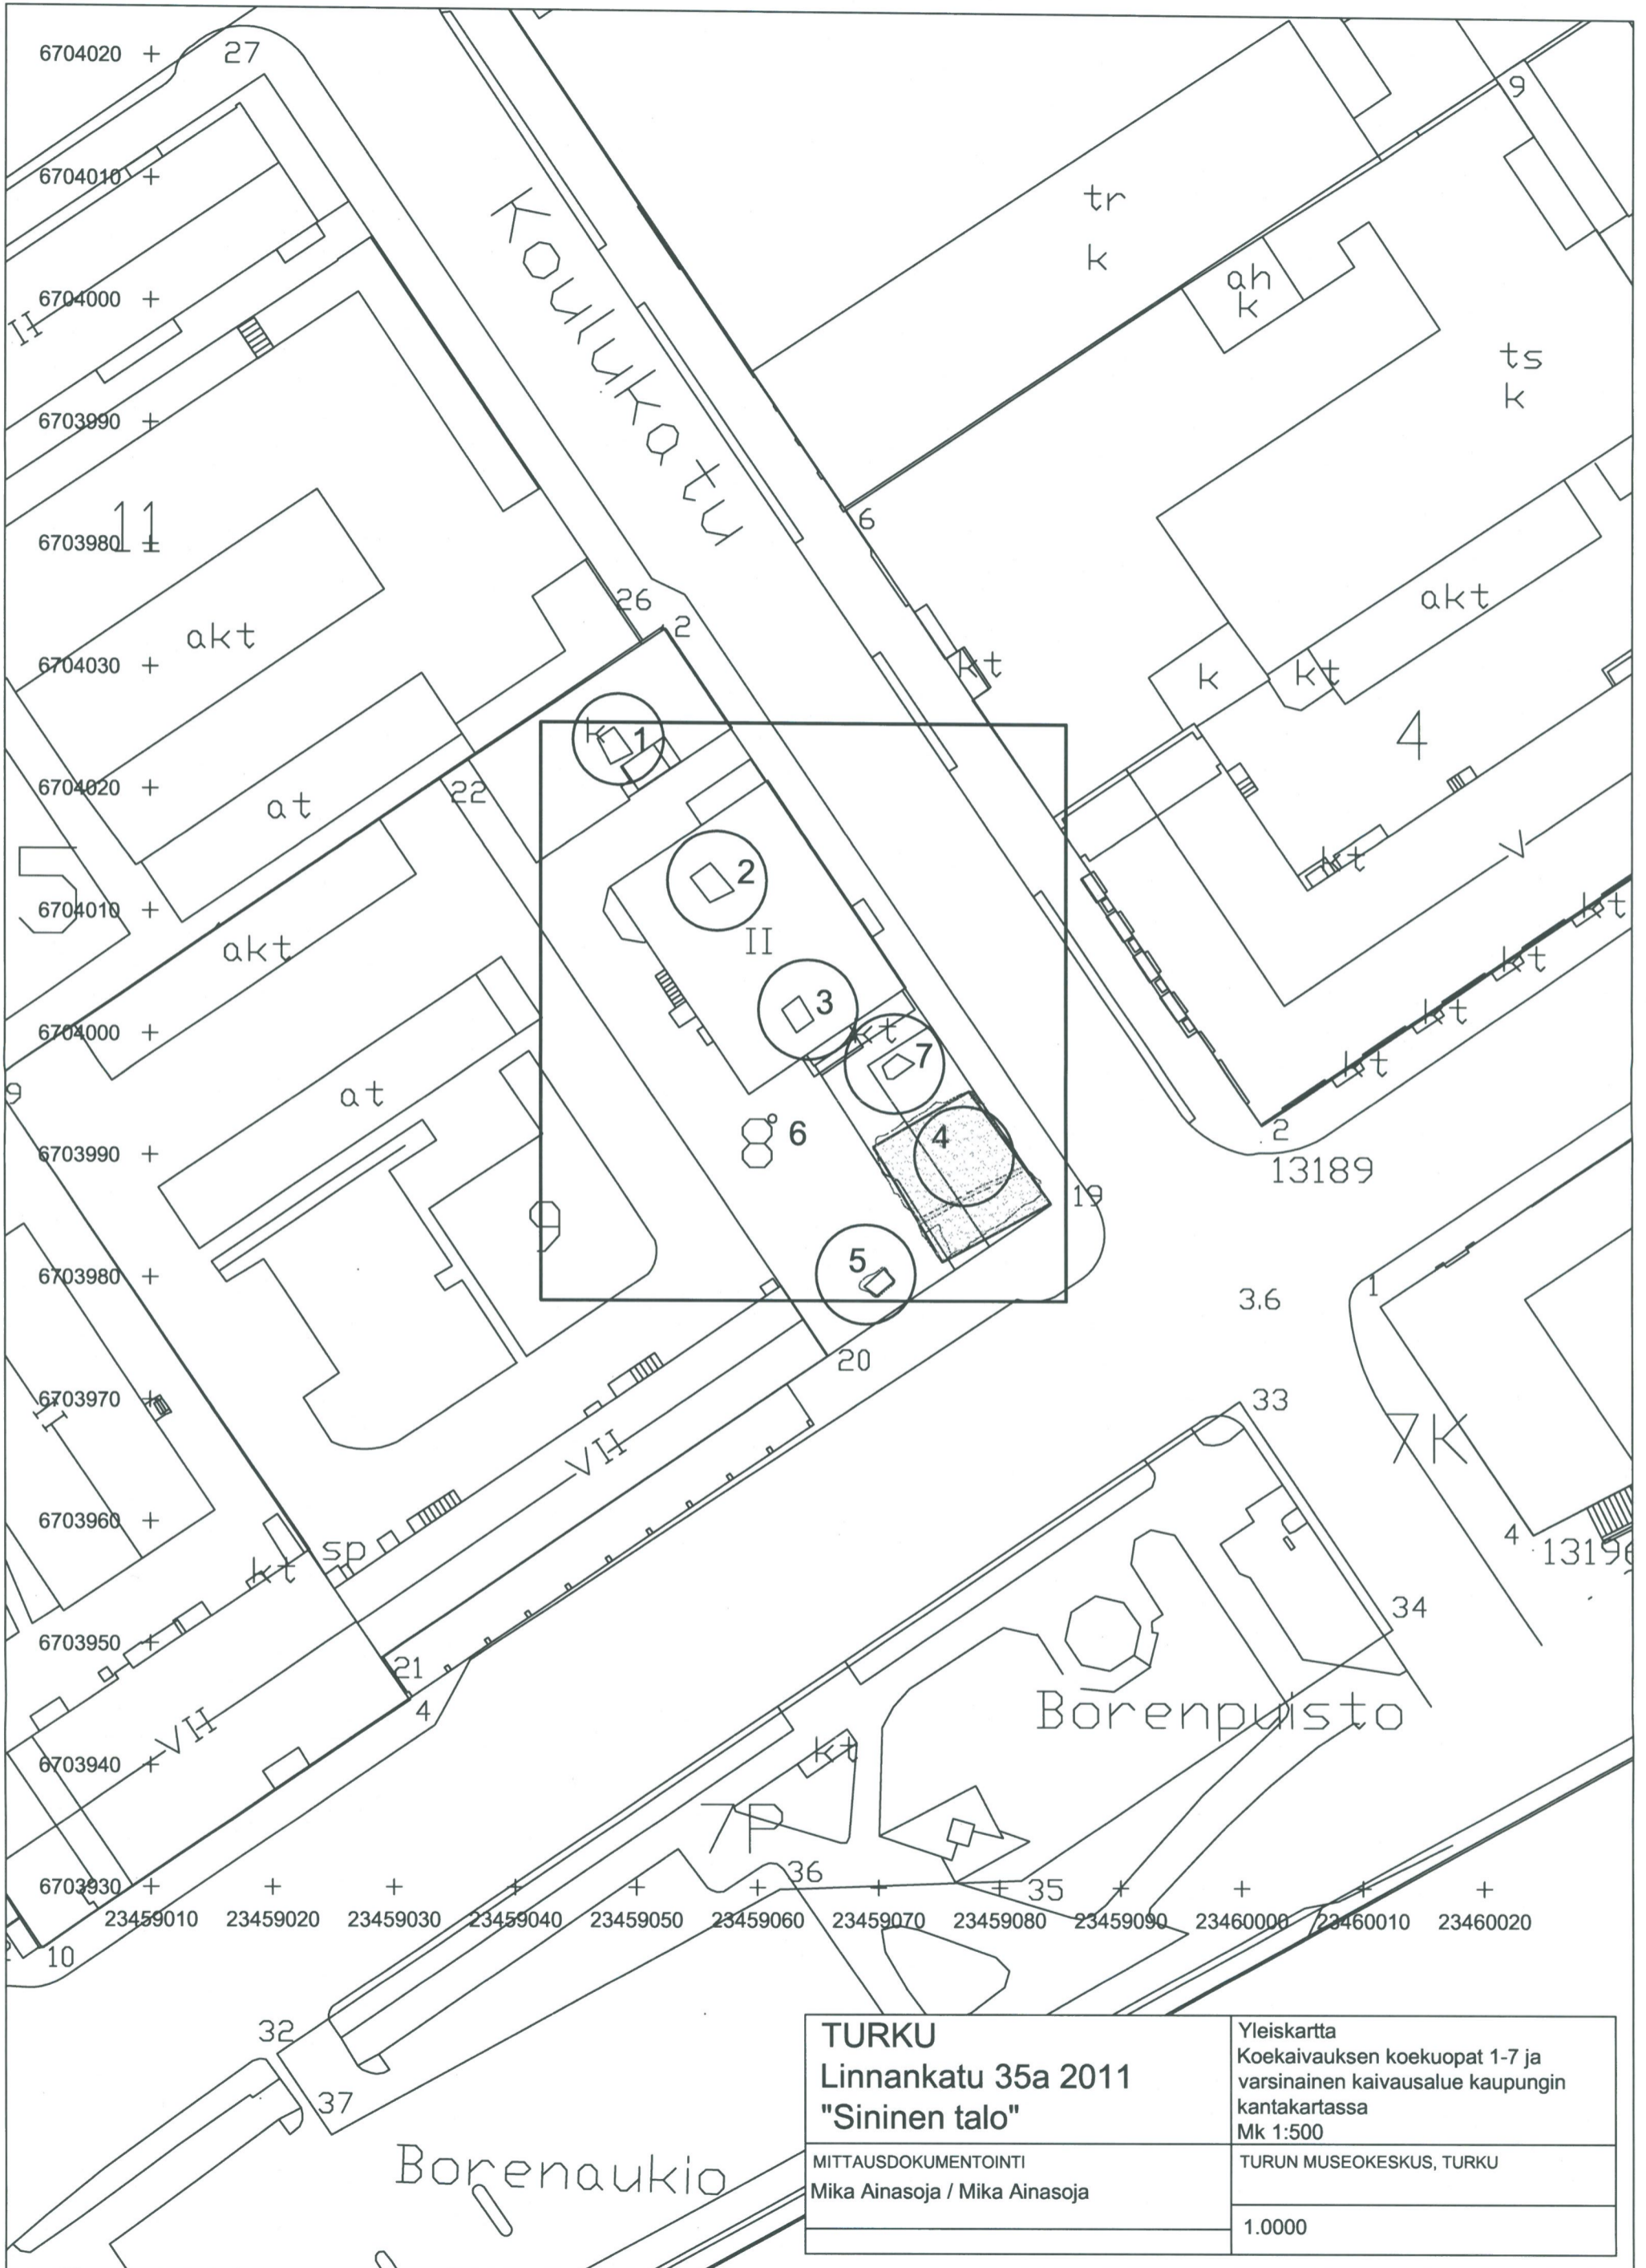 6704020
27
9
6704010
tr
k
Koulukatu
ah
k
6704000
II
ts
k
6703990
11
6703980
6
akt
26
2
akt
6704030
kt
k
kt
k
1
4
6704020
22
at
5
2
V
kt
6704010
akt
II
kt
kt
3
kt
6704000
kt
7
kt
9
at
6
4
2
6703990
13189
19
9
5
6703980
1
3.6
20
33
6703970
II
7K
VII
6703960
4
sp
kt
13196
34
6703950
21
4
Borenpuisto
VII
6703940
kt
7P
36
6703930
35
23459010 23459020 23459030 23459040 23459050 23459060 23459070 23459080 23459090 23460000 23460010 23460020
10
32
37
Borenaukio
TURKU
Linnankatu 35a 2011
"Sininen talo"
Yleiskartta
Koekaivauksen koekuopat 1-7 ja
varsinainen kaivausalue kaupungin
kantakartassa
Mk 1:500
MITTAUSDOKUMENTOINTI
Mika Ainasoja / Mika Ainasoja
TURUN MUSEOKESKUS, TURKU
1.0000